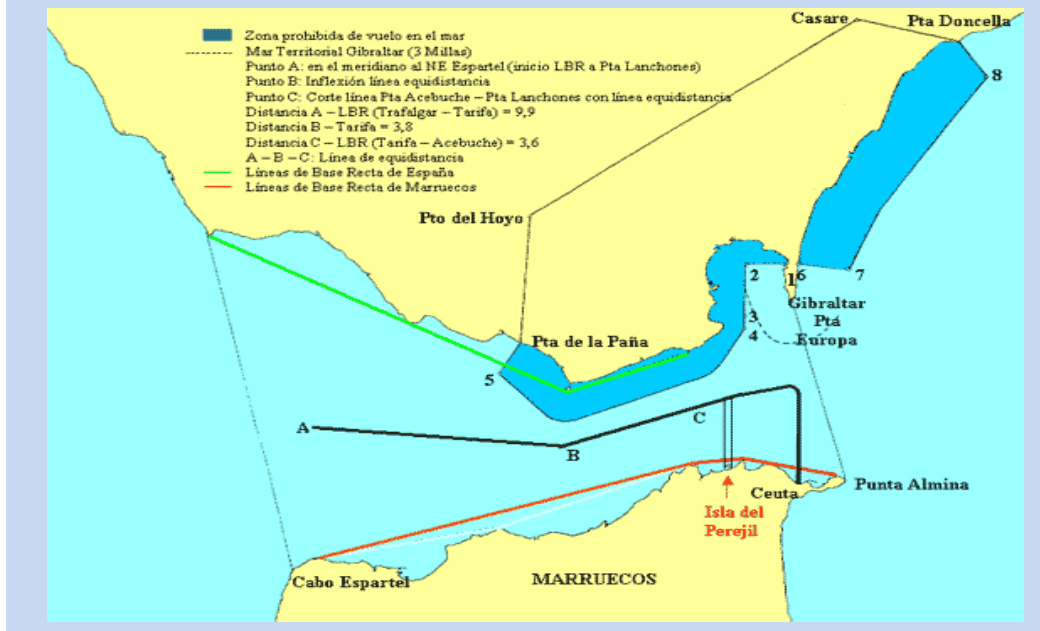 Casare
Pta Doncella
Zona prohibida de vuelo en el mar
Mar Territorial Gibraltar (3 Millas)
Punto A: en el meridiano al NE Espartel (inicio LBR a Pta Lanchones)
Punto B: Inflexión línea equidistancia
Punto C: Corte línea Pta Acebuche – Pta Lanchones con línea equidistancia
Distancia A – LBR (Trafalgar – Tarifa) = 9,9
Distancia B – Tarifa = 3,8
Distancia C – LBR (Tarifa – Acebuche) = 3,6
A – B – C: Línea de equidistancia
Líneas de Base Recta de España
Líneas de Base Recta de Marruecos
8
Pto del Hoyo
2
1
6
7
Gibraltar
3
Ptá
4
Europa
Pta de la Paña
5
A
C
B
Ceuta
Punta Almina
Isla del
Perejil
Cabo Espartel
MARRUECOS